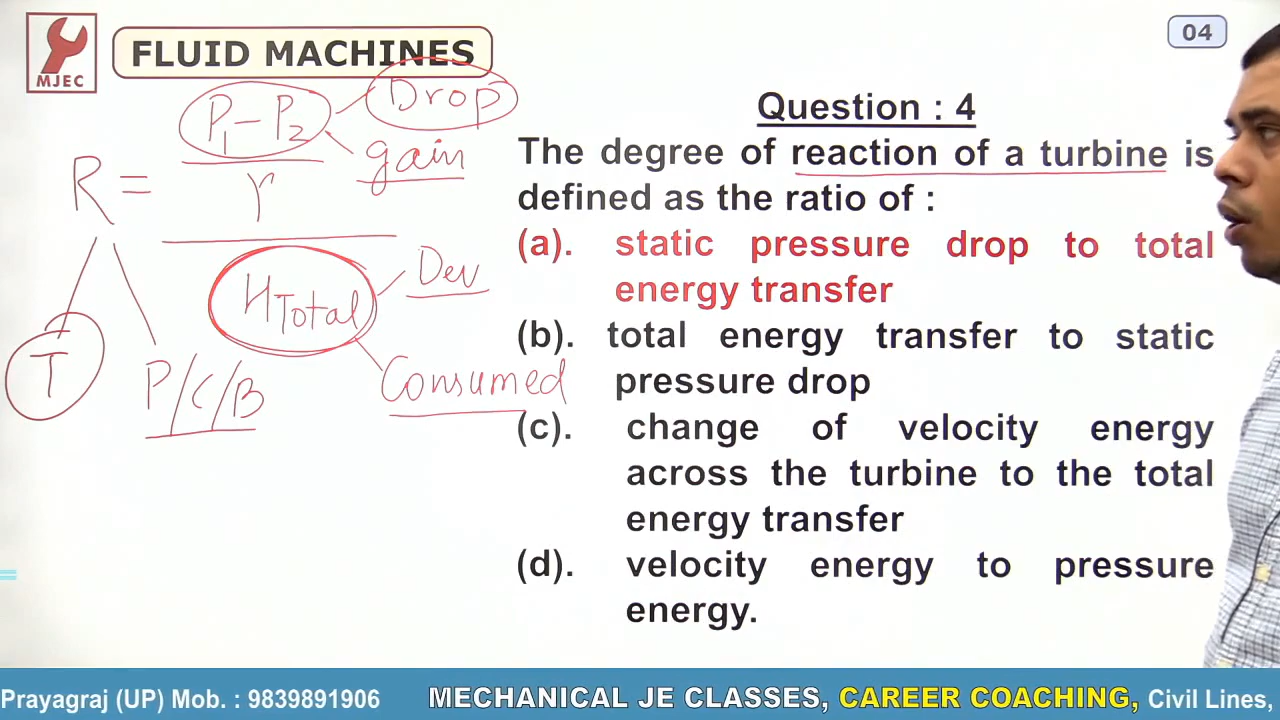 MJEC
FLUID MACHINES
04
P1 - P2
Drop
gain
R =
γ
H Total
Dev
Consumed
T
P/C/B
Question : 4
The degree of reaction of a turbine is
defined as the ratio of :
(a). static pressure drop to total
energy transfer
(b). total energy transfer to static
pressure drop
(c). change of velocity energy
across the turbine to the total
energy transfer
(d). velocity energy to pressure
energy.
Prayagraj (UP) Mob. : 9839891906 MECHANICAL JE CLASSES, CAREER COACHING, Civil Lines,